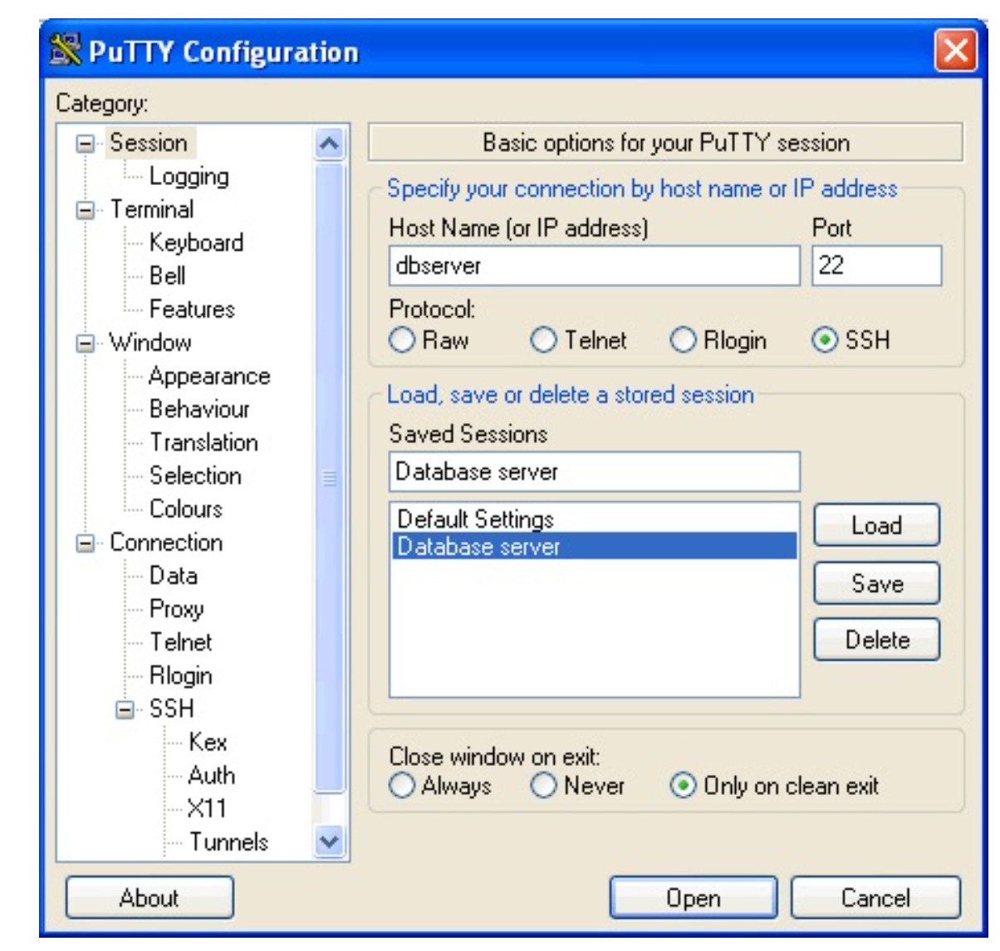 PuTTY Configuration
Category:
Session
Logging
Terminal
Keyboard
Bell
Features
Window
Appearance
Behaviour
Translation
Selection
Colours
Connection
Data
Proxy
Telnet
Rlogin
SSH
Kex
Auth
X11
Tunnels
Basic options for your PuTTY session
Specify your connection by host name or IP address
Host Name (or IP address) Port
dbserver 22
Protocol:
Raw Telnet Rlogin SSH
Load, save or delete a stored session
Saved Sessions
Database server
Default Settings
Database server
Load
Save
Delete
Close window on exit:
Always Never Only on clean exit
About Open Cancel